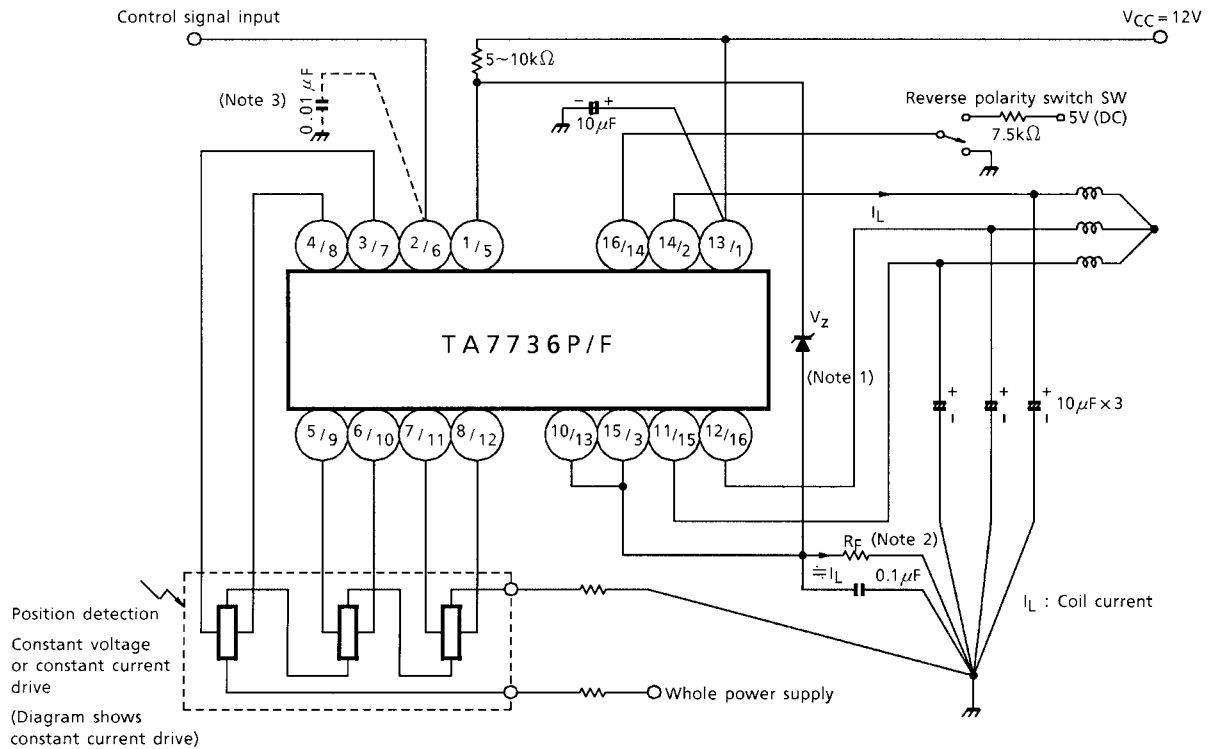 Control signal input
VCC = 12V
5~10kΩ
(Note 3)
0.01 μF
- +
10μF
Reverse polarity switch SW
5V (DC)
7.5kΩ
IL
4/8 3/7 2/6 1/5 16/14 14/2 13/1
TA7736P/F
VZ
(Note 1)
+ + +
- - -
10μF×3
5/9 6/10 7/11 8/12 10/13 15/3 11/15 12/16
RF (Note 2)
≒IL
0.1μF
IL : Coil current
Position detection
Constant voltage
or constant current
drive
(Diagram shows
constant current drive)
Whole power supply